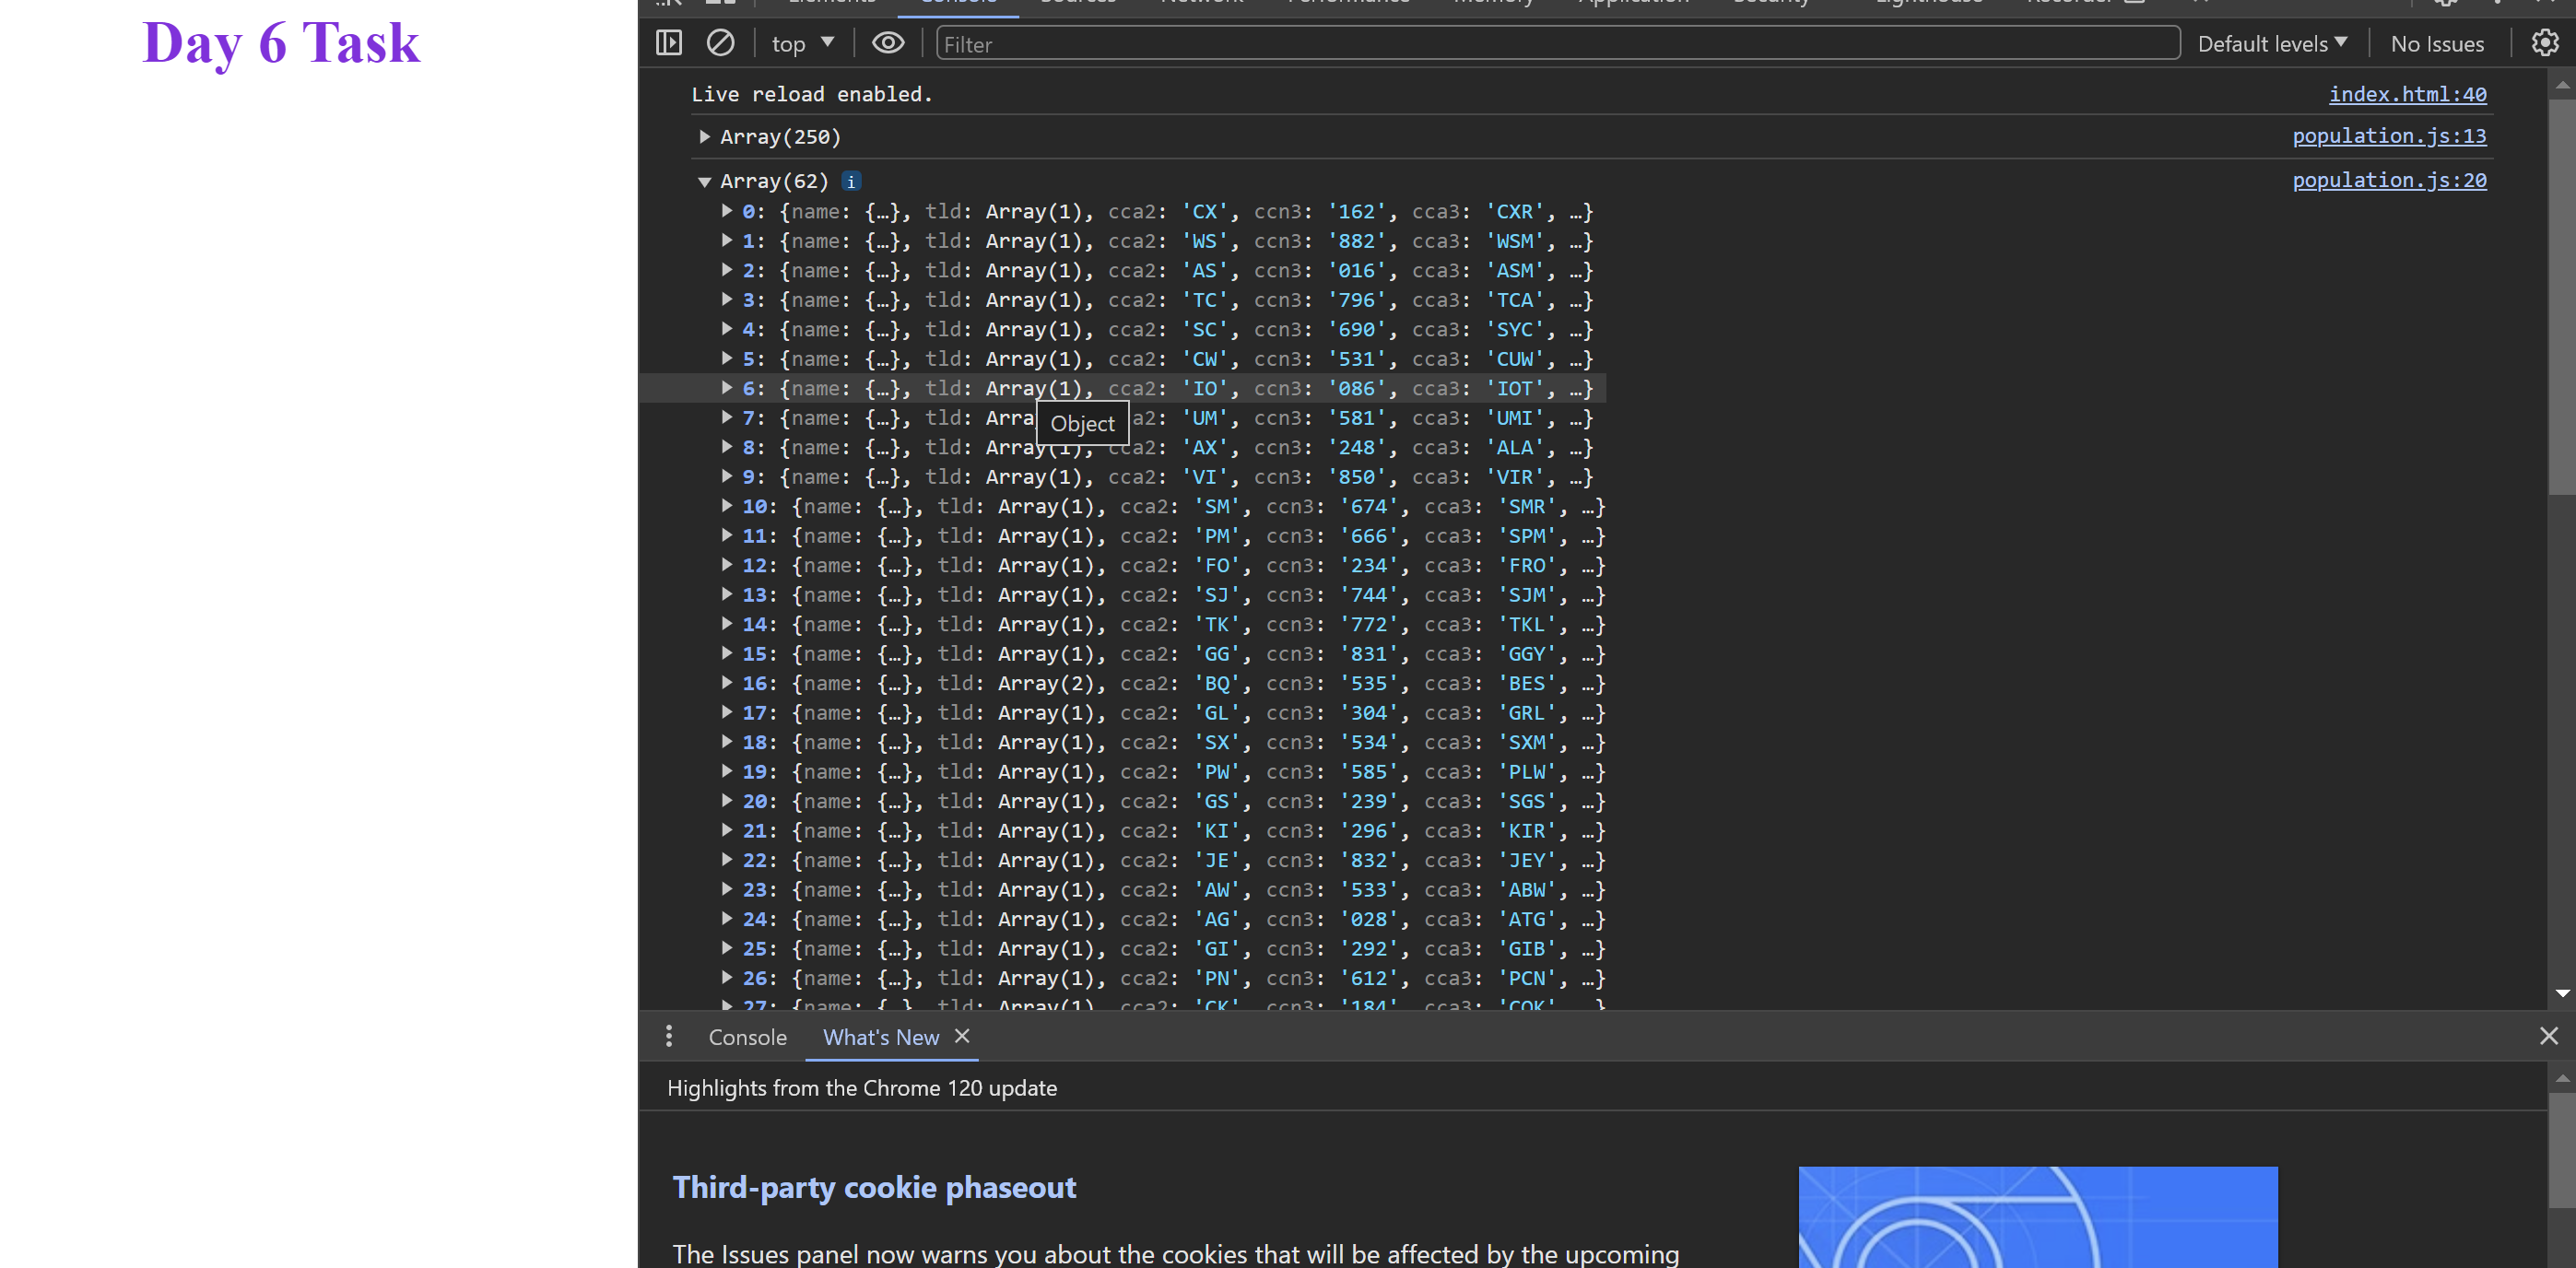 Day 6 Task
Elements Console Sources Network Performance Memory Application Security Lighthouse Recorder
top Filter Default levels No Issues
Live reload enabled. index.html:40
Array(250) population.js:13
Array(62) i population.js:20
0: {name: {…}, tld: Array(1), cca2: 'CX', ccn3: '162', cca3: 'CXR', …}
1: {name: {…}, tld: Array(1), cca2: 'WS', ccn3: '882', cca3: 'WSM', …}
2: {name: {…}, tld: Array(1), cca2: 'AS', ccn3: '016', cca3: 'ASM', …}
3: {name: {…}, tld: Array(1), cca2: 'TC', ccn3: '796', cca3: 'TCA', …}
4: {name: {…}, tld: Array(1), cca2: 'SC', ccn3: '690', cca3: 'SYC', …}
5: {name: {…}, tld: Array(1), cca2: 'CW', ccn3: '531', cca3: 'CUW', …}
6: {name: {…}, tld: Array(1), cca2: 'IO', ccn3: '086', cca3: 'IOT', …}
7: {name: {…}, tld: Arra a2: 'UM', ccn3: '581', cca3: 'UMI', …}
Object
8: {name: {…}, tld: Array(1), cca2: 'AX', ccn3: '248', cca3: 'ALA', …}
9: {name: {…}, tld: Array(1), cca2: 'VI', ccn3: '850', cca3: 'VIR', …}
10: {name: {…}, tld: Array(1), cca2: 'SM', ccn3: '674', cca3: 'SMR', …}
11: {name: {…}, tld: Array(1), cca2: 'PM', ccn3: '666', cca3: 'SPM', …}
12: {name: {…}, tld: Array(1), cca2: 'FO', ccn3: '234', cca3: 'FRO', …}
13: {name: {…}, tld: Array(1), cca2: 'SJ', ccn3: '744', cca3: 'SJM', …}
14: {name: {…}, tld: Array(1), cca2: 'TK', ccn3: '772', cca3: 'TKL', …}
15: {name: {…}, tld: Array(1), cca2: 'GG', ccn3: '831', cca3: 'GGY', …}
16: {name: {…}, tld: Array(2), cca2: 'BQ', ccn3: '535', cca3: 'BES', …}
17: {name: {…}, tld: Array(1), cca2: 'GL', ccn3: '304', cca3: 'GRL', …}
18: {name: {…}, tld: Array(1), cca2: 'SX', ccn3: '534', cca3: 'SXM', …}
19: {name: {…}, tld: Array(1), cca2: 'PW', ccn3: '585', cca3: 'PLW', …}
20: {name: {…}, tld: Array(1), cca2: 'GS', ccn3: '239', cca3: 'SGS', …}
21: {name: {…}, tld: Array(1), cca2: 'KI', ccn3: '296', cca3: 'KIR', …}
22: {name: {…}, tld: Array(1), cca2: 'JE', ccn3: '832', cca3: 'JEY', …}
23: {name: {…}, tld: Array(1), cca2: 'AW', ccn3: '533', cca3: 'ABW', …}
24: {name: {…}, tld: Array(1), cca2: 'AG', ccn3: '028', cca3: 'ATG', …}
25: {name: {…}, tld: Array(1), cca2: 'GI', ccn3: '292', cca3: 'GIB', …}
26: {name: {…}, tld: Array(1), cca2: 'PN', ccn3: '612', cca3: 'PCN', …}
27: {name: {…}, tld: Array(1), cca2: 'CK', ccn3: '184', cca3: 'COK', …}
Console What's New
Highlights from the Chrome 120 update
Third-party cookie phaseout
The Issues panel now warns you about the cookies that will be affected by the upcoming